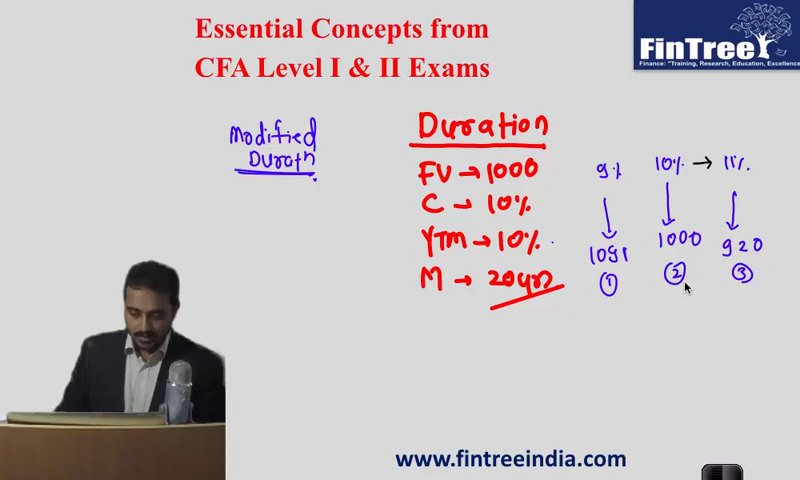 Essential Concepts from
CFA Level I & II Exams
FinTree
Finance: "Training, Research, Education, Excellence
Modified
Duratn
Duration
FV → 1000
C → 10%
YTM → 10%
M → 20yrs
9% 10% → 11%
1091 1000 920
① ② ③
www.fintreeindia.com